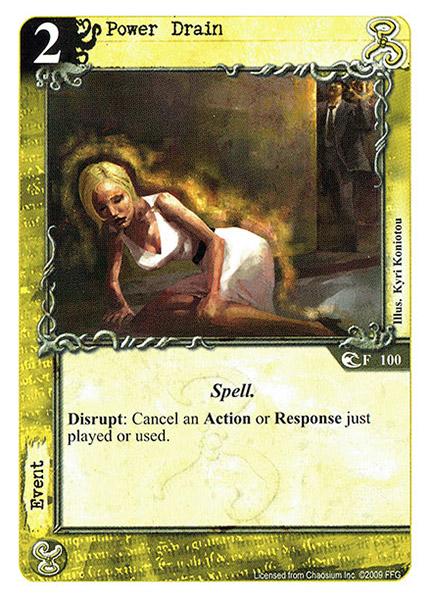 2
Power Drain
Illus. Kyri Koniotou
F 100
Spell.
Disrupt: Cancel an Action or Response just
played or used.
Event
Licensed from Chaosium Inc. ©2009 FFG